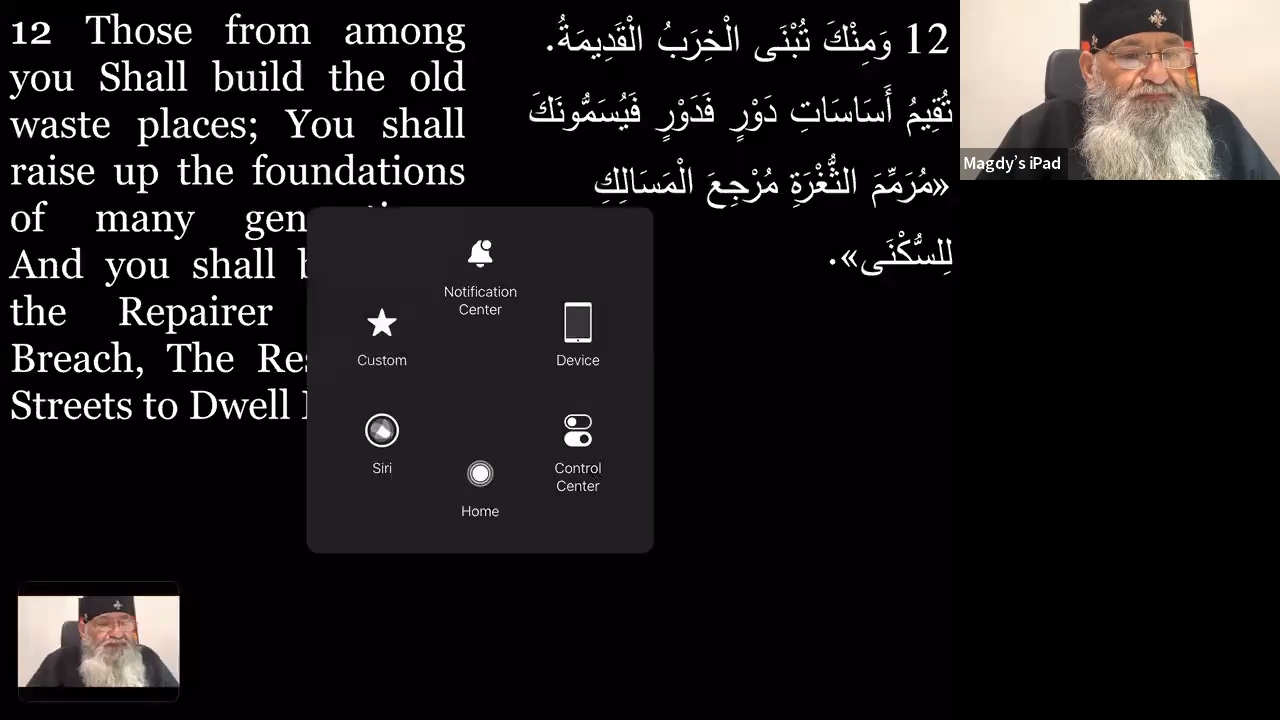 12 Those from among
you Shall build the old
waste places; You shall
raise up the foundations
of many
And you shall
the Repairer
Breach, The
Streets to Dwell
12 وَمِنْكَ تُبْنَى الْخِرَبُ الْقَدِيمَةُ.
تُقِيمُ أَسَاسَاتِ دَوْرٍ فَدَوْرٍ فَيُسَمُّونَكَ
«مُرَمِّمَ الثُّغْرَةِ مُرْجِعَ الْمَسَالِكِ
لِلسُّكْنَى».
Notification
Center
Custom
Device
Siri
Control
Center
Home
Magdy's iPad